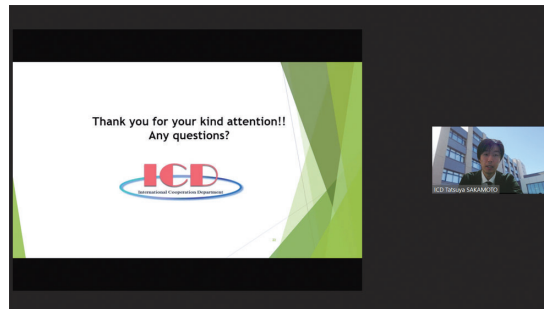 Thank you for your kind attention!!
Any questions?
ICD
International Cooperation Department
ICD Tatsuya SAKAMOTO